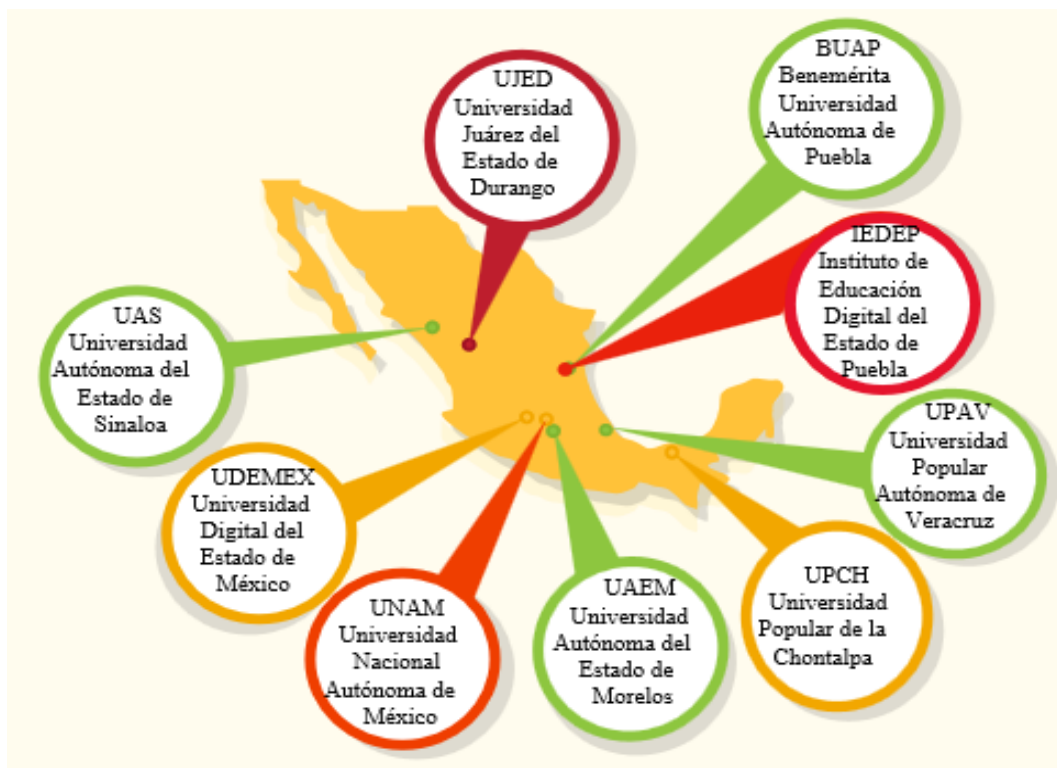 UJED
Universidad
Juárez del
Estado de
Durango
BUAP
Benemérita
Universidad
Autónoma de
Puebla
IEDEP
Instituto de
Educación
Digital del
Estado de
Puebla
UAS
Universidad
Autónoma del
Estado de
Sinaloa
UPAV
Universidad
Popular
Autónoma de
Veracruz
UDEMEX
Universidad
Digital del
Estado de
México
UNAM
Universidad
Nacional
Autónoma de
México
UAEM
Universidad
Autónoma del
Estado de
Morelos
UPCH
Universidad
Popular de la
Chontalpa